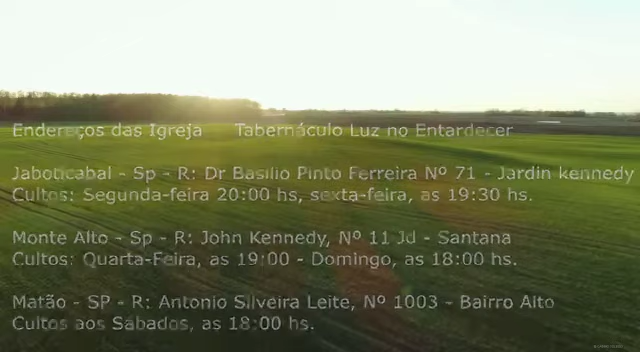 Endereços das Igreja Tabernáculo Luz no Entardecer
Jaboticabal - Sp - R: Dr Basilio Pinto Ferreira Nº 71 - Jardin kennedy
Cultos: Segunda-feira 20:00 hs, sexta-feira, as 19:30 hs.
Monte Alto - Sp - R: John Kennedy, Nº 11 Jd - Santana
Cultos: Quarta-Feira, as 19:00 - Domingo, as 18:00 hs.
Matão - SP - R: Antonio Silveira Leite, Nº 1003 - Bairro Alto
Cultos aos Sábados, as 18:00 hs.